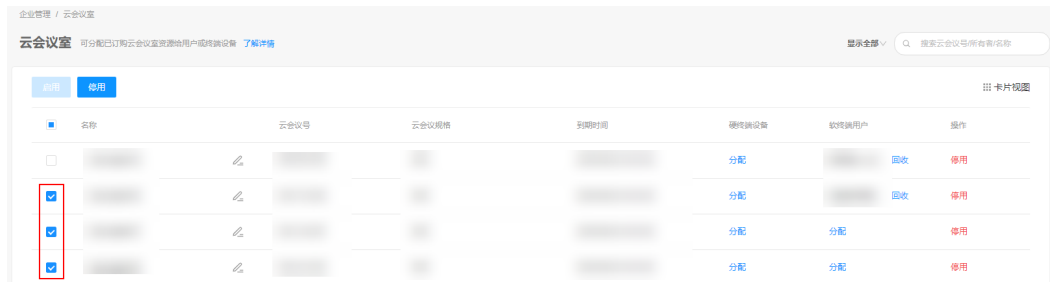 企业管理 / 云会议室
云会议室 可分配已订购云会议室资源给用户或终端设备 了解详情 显示全部 搜索云会议号/所有者/名称
启用 停用 卡片视图
名称 云会议号 云会议规格 到期时间 硬终端设备 软终端用户 操作
分配 回收 停用
分配 回收 停用
分配 分配 停用
分配 分配 停用